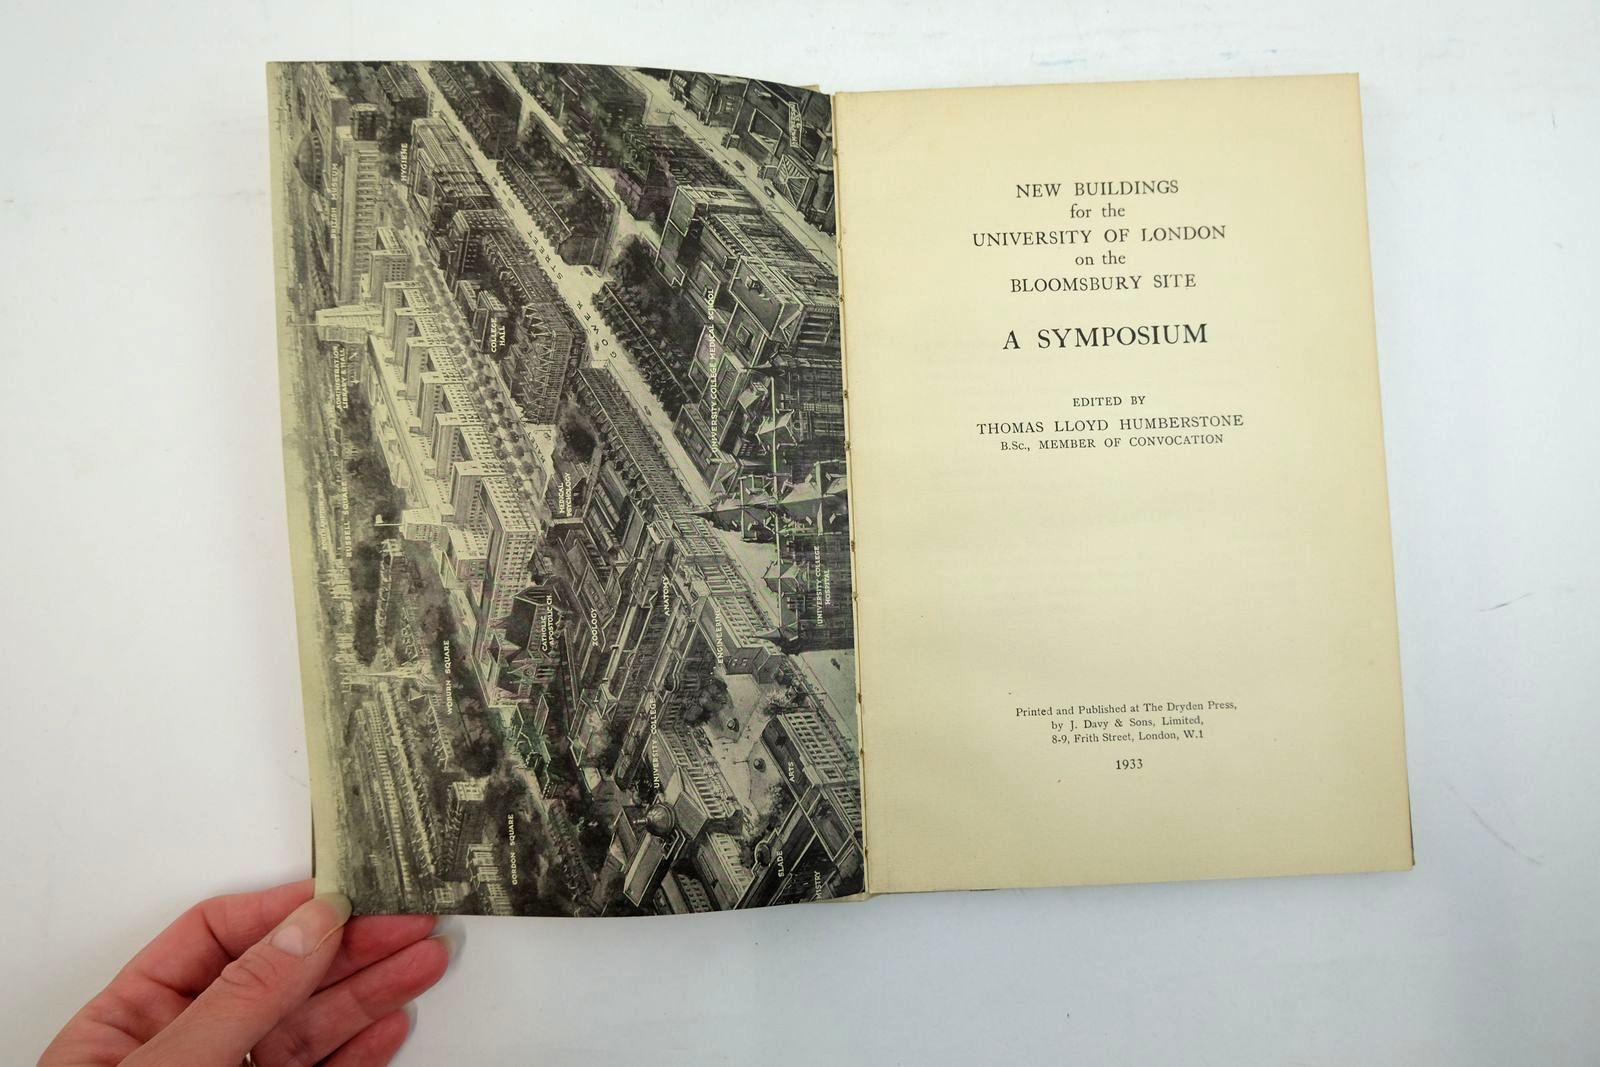 BRITISH MUSEUM
HYGIENE
STREET
GOWER
COLLEGE
HALL
ADMINISTRATION
LIBRARY & HALL
UNIVERSITY COLLEGE MEDICAL SCHOOL
RUSSELL SQUARE
MEDICAL
PSYCHOLOGY
CATHOLIC
APOSTOLIC CH.
ZOOLOGY
ANATOMY
ENGINEERING
UNIVERSITY COLLEGE
HOSPITAL
WOBURN SQUARE
UNIVERSITY COLLEGE
ARTS
GORDON SQUARE
SLADE
NEW BUILDINGS
for the
UNIVERSITY OF LONDON
on the
BLOOMSBURY SITE
A SYMPOSIUM
EDITED BY
THOMAS LLOYD HUMBERSTONE
B.Sc., MEMBER OF CONVOCATION
Printed and Published at The Dryden Press,
by J. Davy & Sons, Limited,
8-9, Frith Street, London, W.1
1933